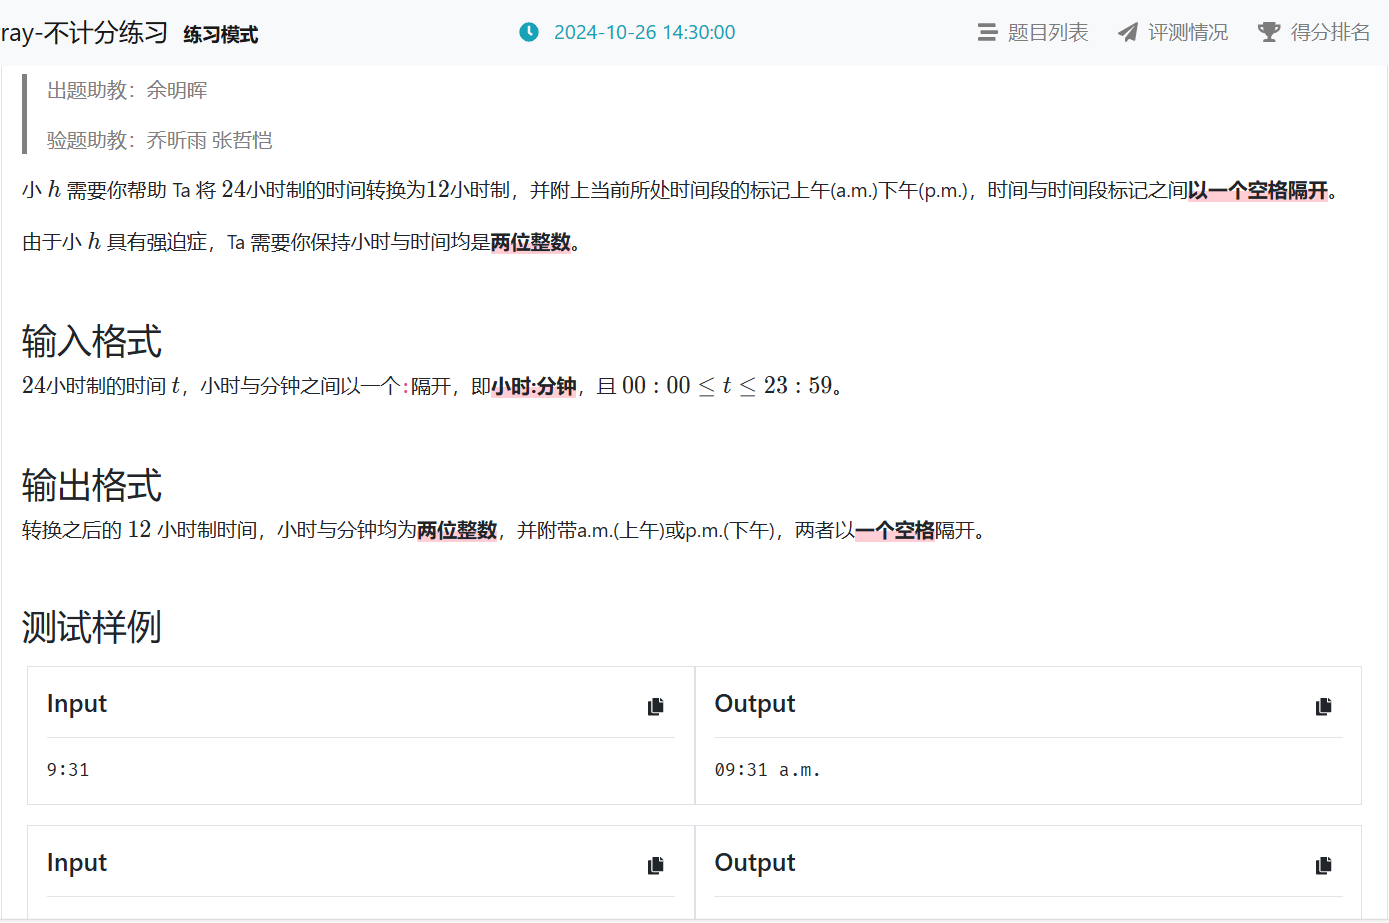 ray-不计分练习 练习模式 2024-10-26 14:30:00 题目列表 评测情况 得分排名
出题助教：余明晖
验题助教：乔昕雨 张哲恺
小 h 需要你帮助 Ta 将 24小时制的时间转换为12小时制，并附上当前所处时间段的标记上午(a.m.)下午(p.m.)，时间与时间段标记之间以一个空格隔开。
由于小 h 具有强迫症，Ta 需要你保持小时与时间均是两位整数。
输入格式
24小时制的时间 t，小时与分钟之间以一个:隔开，即小时:分钟，且 00 : 00 ≤ t ≤ 23 : 59。
输出格式
转换之后的 12 小时制时间，小时与分钟均为两位整数，并附带a.m.(上午)或p.m.(下午)，两者以一个空格隔开。
测试样例
Input Output
9:31 09:31 a.m.
Input Output